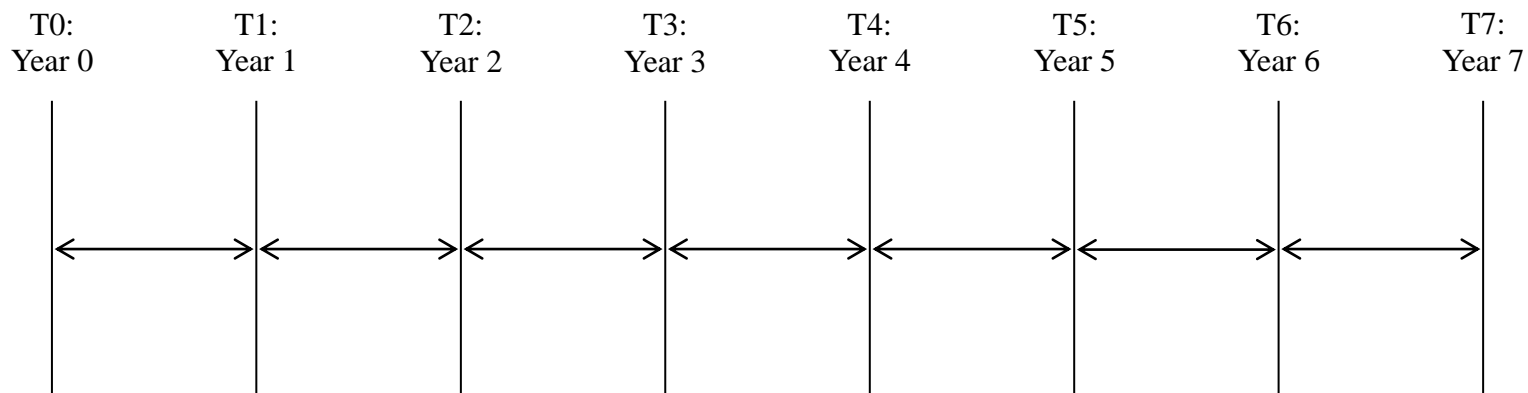 T0:
Year 0
T1:
Year 1
T2:
Year 2
T3:
Year 3
T4:
Year 4
T5:
Year 5
T6:
Year 6
T7:
Year 7